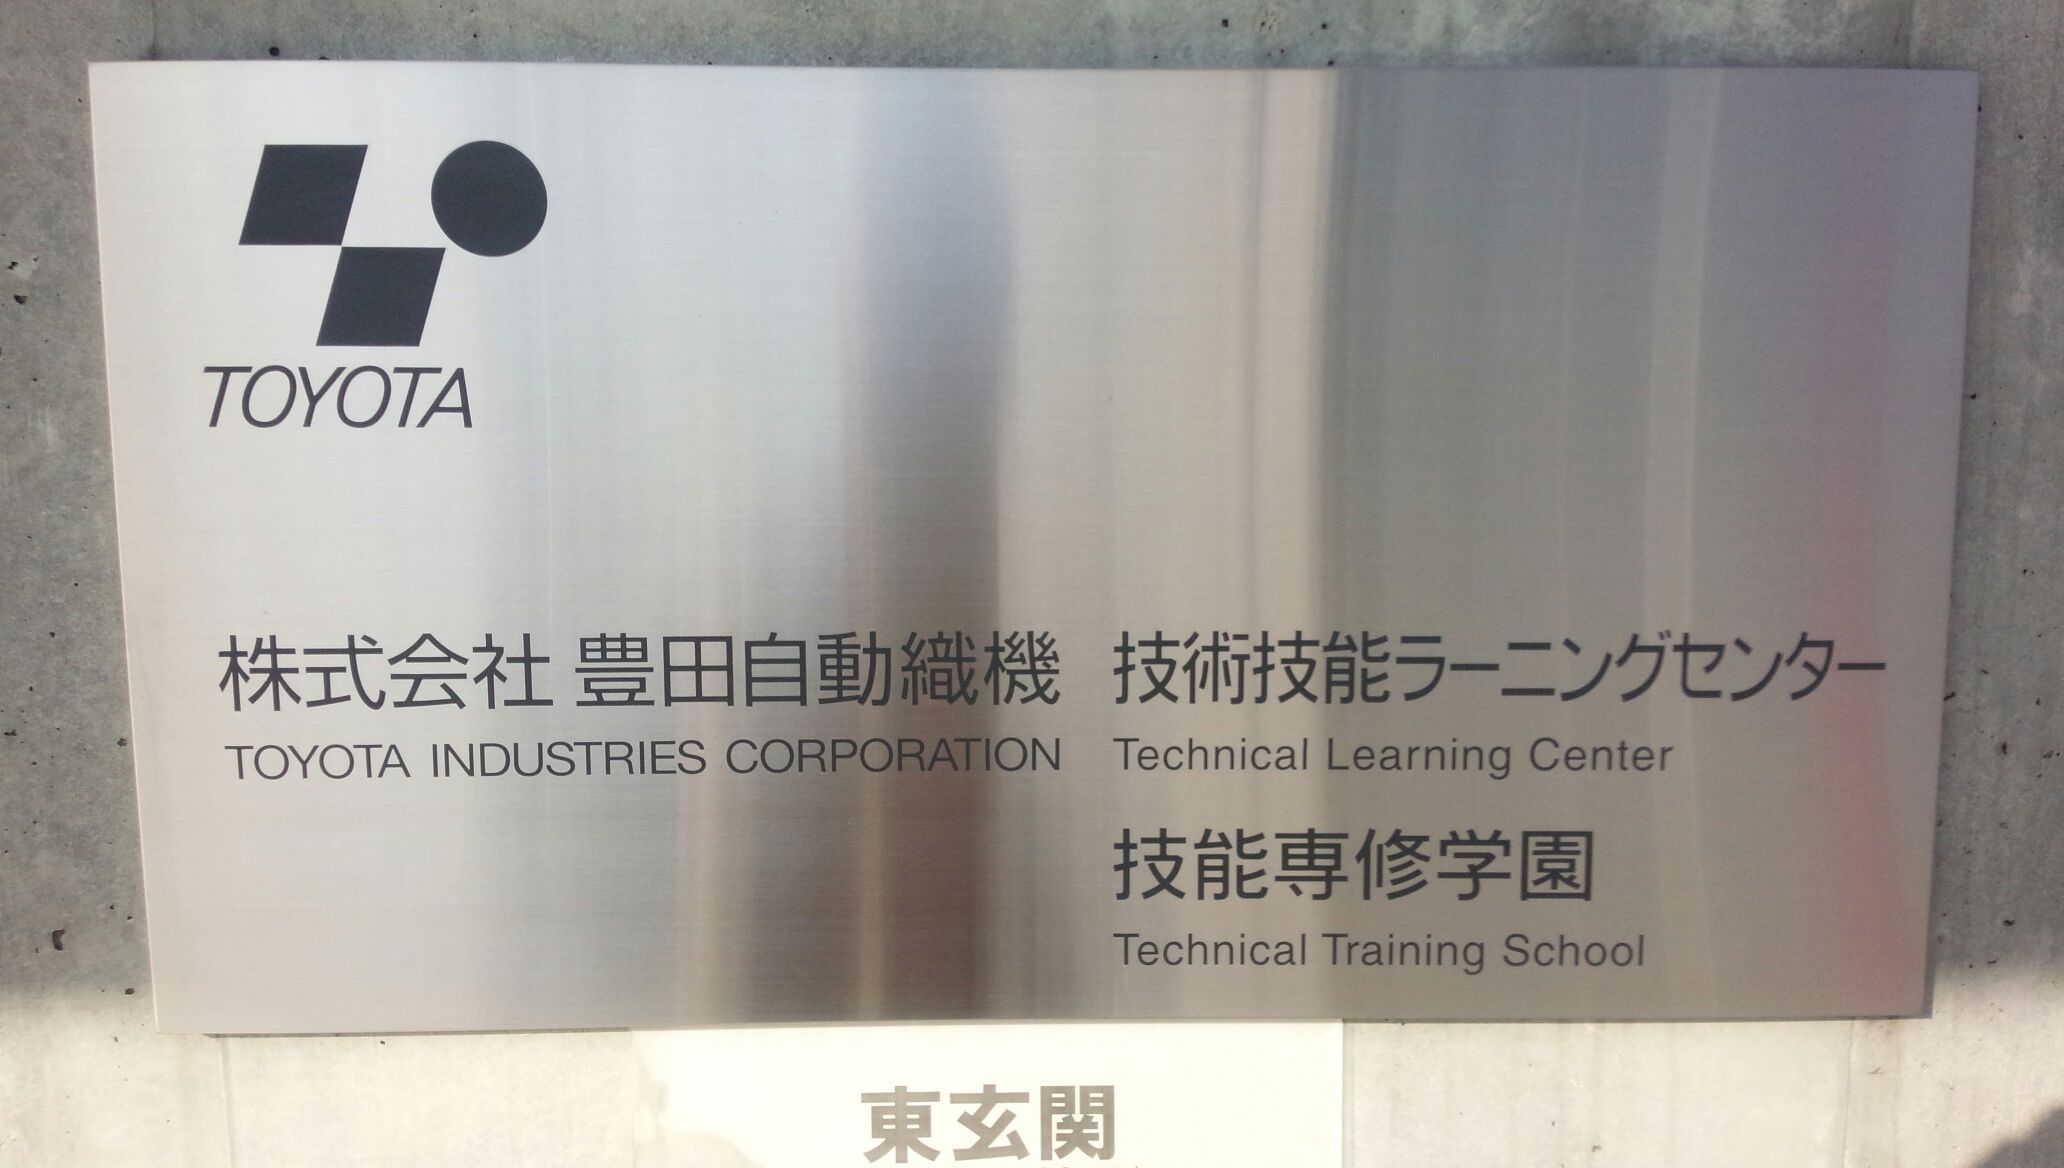 TOYOTA
株式会社 豊田自動織機
TOYOTA INDUSTRIES CORPORATION
技術技能ラーニングセンター
Technical Learning Center
技能専修学園
Technical Training School
東玄関